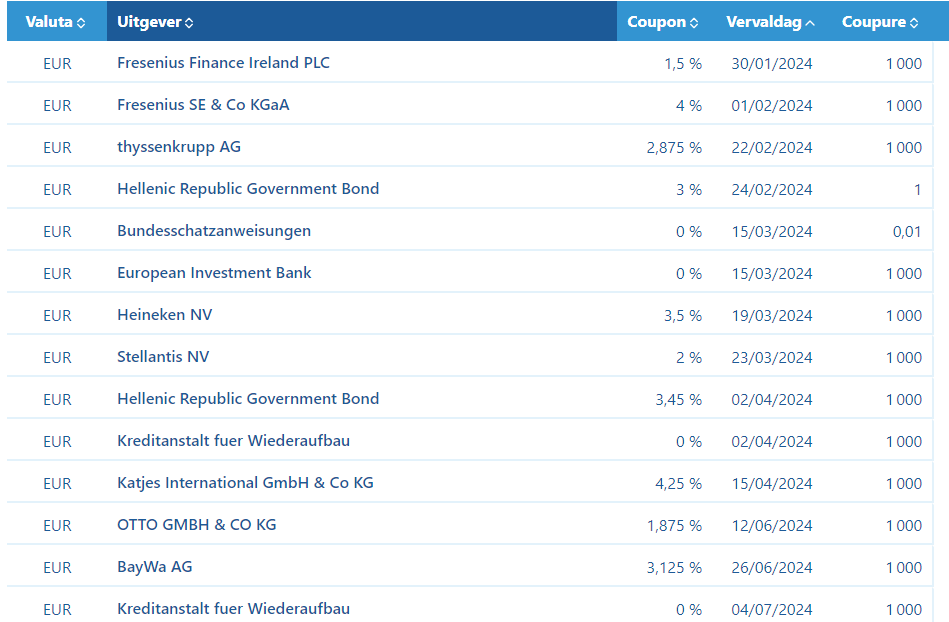 Valuta Uitgever Coupon Vervaldag Coupure
EUR Fresenius Finance Ireland PLC 1,5 % 30/01/2024 1 000
EUR Fresenius SE & Co KGaA 4 % 01/02/2024 1 000
EUR thyssenkrupp AG 2,875 % 22/02/2024 1 000
EUR Hellenic Republic Government Bond 3 % 24/02/2024 1
EUR Bundesschatzanweisungen 0 % 15/03/2024 0,01
EUR European Investment Bank 0 % 15/03/2024 1 000
EUR Heineken NV 3,5 % 19/03/2024 1 000
EUR Stellantis NV 2 % 23/03/2024 1 000
EUR Hellenic Republic Government Bond 3,45 % 02/04/2024 1 000
EUR Kreditanstalt fuer Wiederaufbau 0 % 02/04/2024 1 000
EUR Katjes International GmbH & Co KG 4,25 % 15/04/2024 1 000
EUR OTTO GMBH & CO KG 1,875 % 12/06/2024 1 000
EUR BayWa AG 3,125 % 26/06/2024 1 000
EUR Kreditanstalt fuer Wiederaufbau 0 % 04/07/2024 1 000